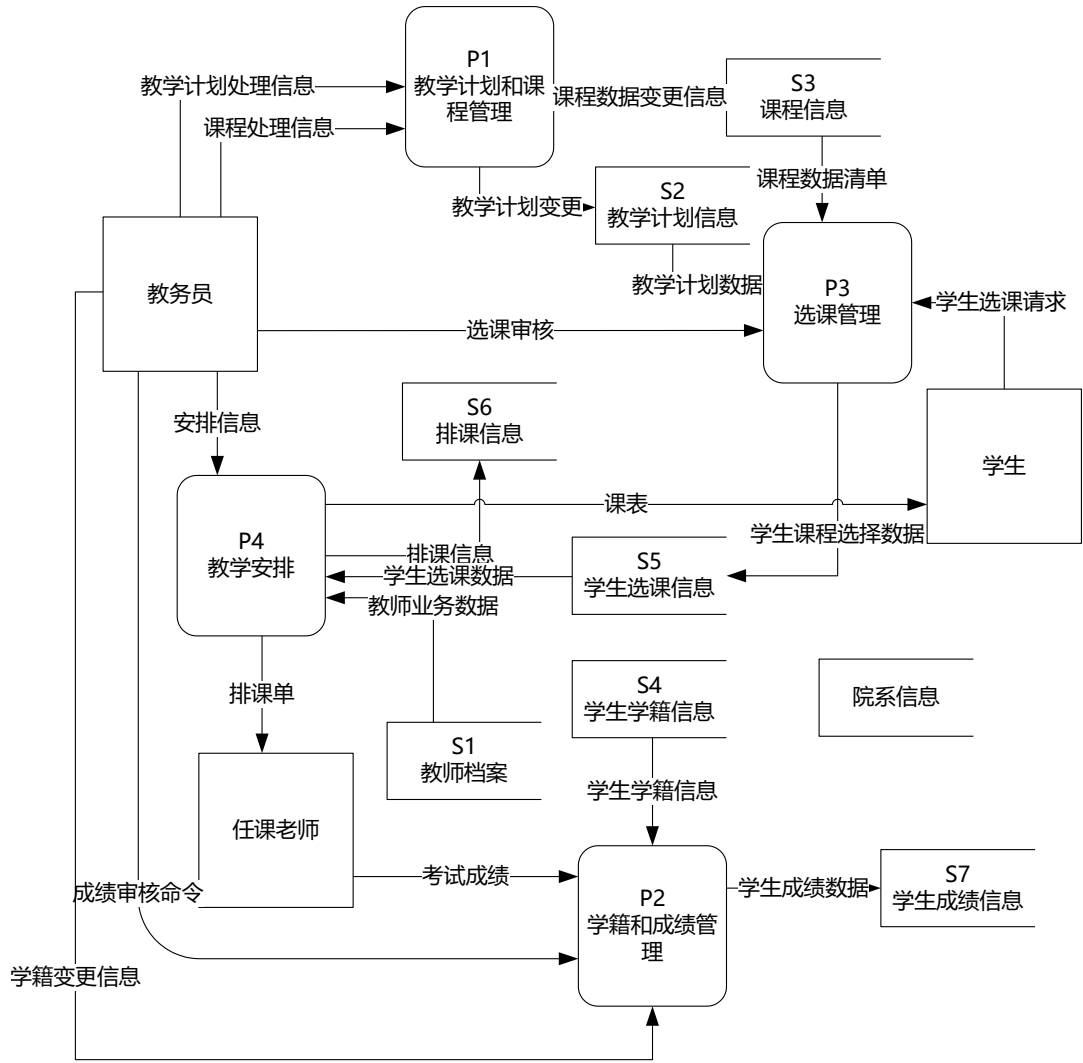 P1
教学计划和课
程管理
教学计划处理信息
课程数据变更信息
S3
课程信息
课程处理信息
课程数据清单
教学计划变更
S2
教学计划信息
教务员
教学计划数据
P3
选课管理
学生选课请求
选课审核
S6
排课信息
安排信息
学生
课表
P4
教学安排
排课信息
学生选课数据
教师业务数据
学生课程选择数据
S5
学生选课信息
排课单
S4
学生学籍信息
院系信息
S1
教师档案
学生学籍信息
任课老师
考试成绩
成绩审核命令
P2
学籍和成绩管
理
学生成绩数据
S7
学生成绩信息
学籍变更信息